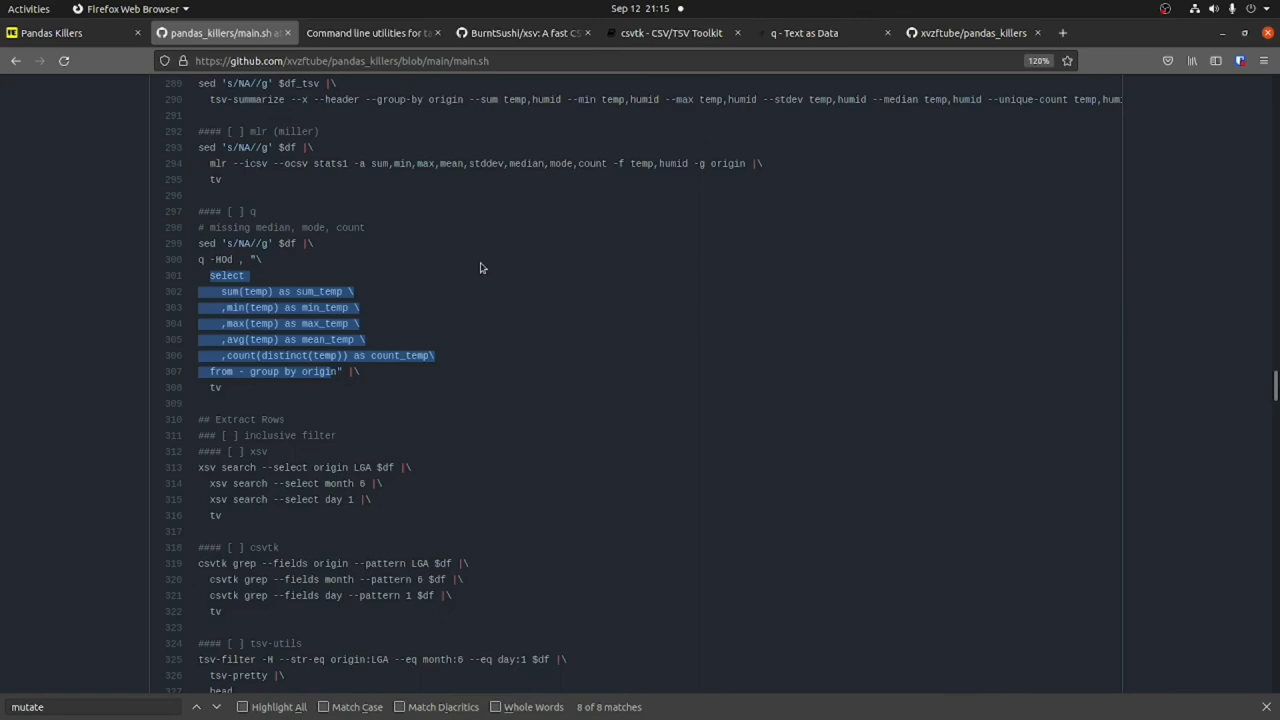 Activities
Firefox Web Browser
Sep 12 21:15
Pandas Killers
pandas_killers/main.sh at
Command line utilities for ta
BurntSushi/xsv: A fast CS
csvtk - CSV/TSV Toolkit
q - Text as Data
xvzftube/pandas_killers
https://github.com/xvzftube/pandas_killers/blob/main/main.sh
120%
289 sed 's/NA//g' $df_tsv |\
290 tsv-summarize --x --header --group-by origin --sum temp,humid --min temp,humid --max temp,humid --stdev temp,humid --median temp,humid --unique-count temp,hum
291
292 #### [ ] mlr (miller)
293 sed 's/NA//g' $df |\
294 mlr --icsv --ocsv stats1 -a sum,min,max,mean,stddev,median,mode,count -f temp,humid -g origin |\
295 tv
296
297 #### [ ] q
298 # missing median, mode, count
299 sed 's/NA//g' $df |\
300 q -HOd , "\
301 select
302 sum(temp) as sum_temp \
303 ,min(temp) as min_temp \
304 ,max(temp) as max_temp \
305 ,avg(temp) as mean_temp \
306 ,count(distinct(temp)) as count_temp\
307 from - group by origin" |\
308 tv
309
310 ## Extract Rows
311 ### [ ] inclusive filter
312 #### [ ] xsv
313 xsv search --select origin LGA $df |\
314 xsv search --select month 6 |\
315 xsv search --select day 1 |\
316 tv
317
318 #### [ ] csvtk
319 csvtk grep --fields origin --pattern LGA $df |\
320 csvtk grep --fields month --pattern 6 $df |\
321 csvtk grep --fields day --pattern 1 $df |\
322 tv
323
324 #### [ ] tsv-utils
325 tsv-filter -H --str-eq origin:LGA --eq month:6 --eq day:1 $df |\
326 tsv-pretty |\
327 head
mutate
Highlight All
Match Case
Match Diacritics
Whole Words
8 of 8 matches